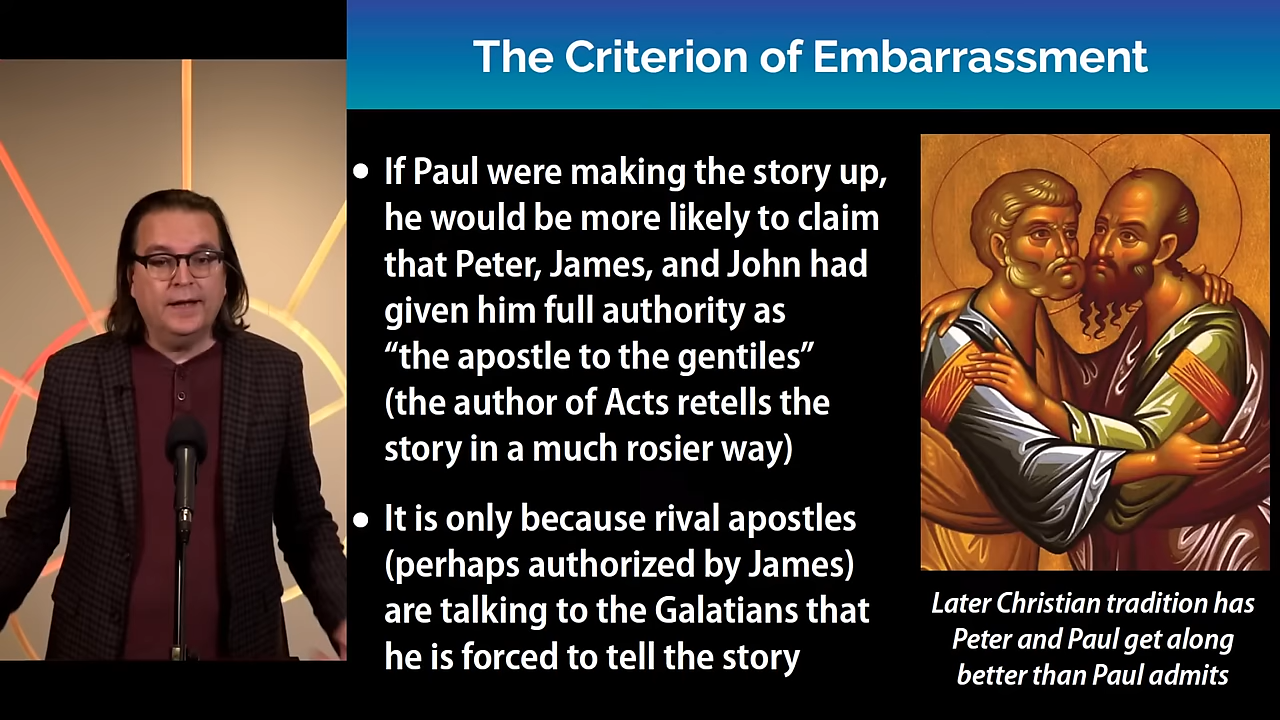 The Criterion of Embarrassment
• If Paul were making the story up,
he would be more likely to claim
that Peter, James, and John had
given him full authority as
“the apostle to the gentiles”
(the author of Acts retells the
story in a much rosier way)
• It is only because rival apostles
(perhaps authorized by James)
are talking to the Galatians that
he is forced to tell the story
Later Christian tradition has
Peter and Paul get along
better than Paul admits